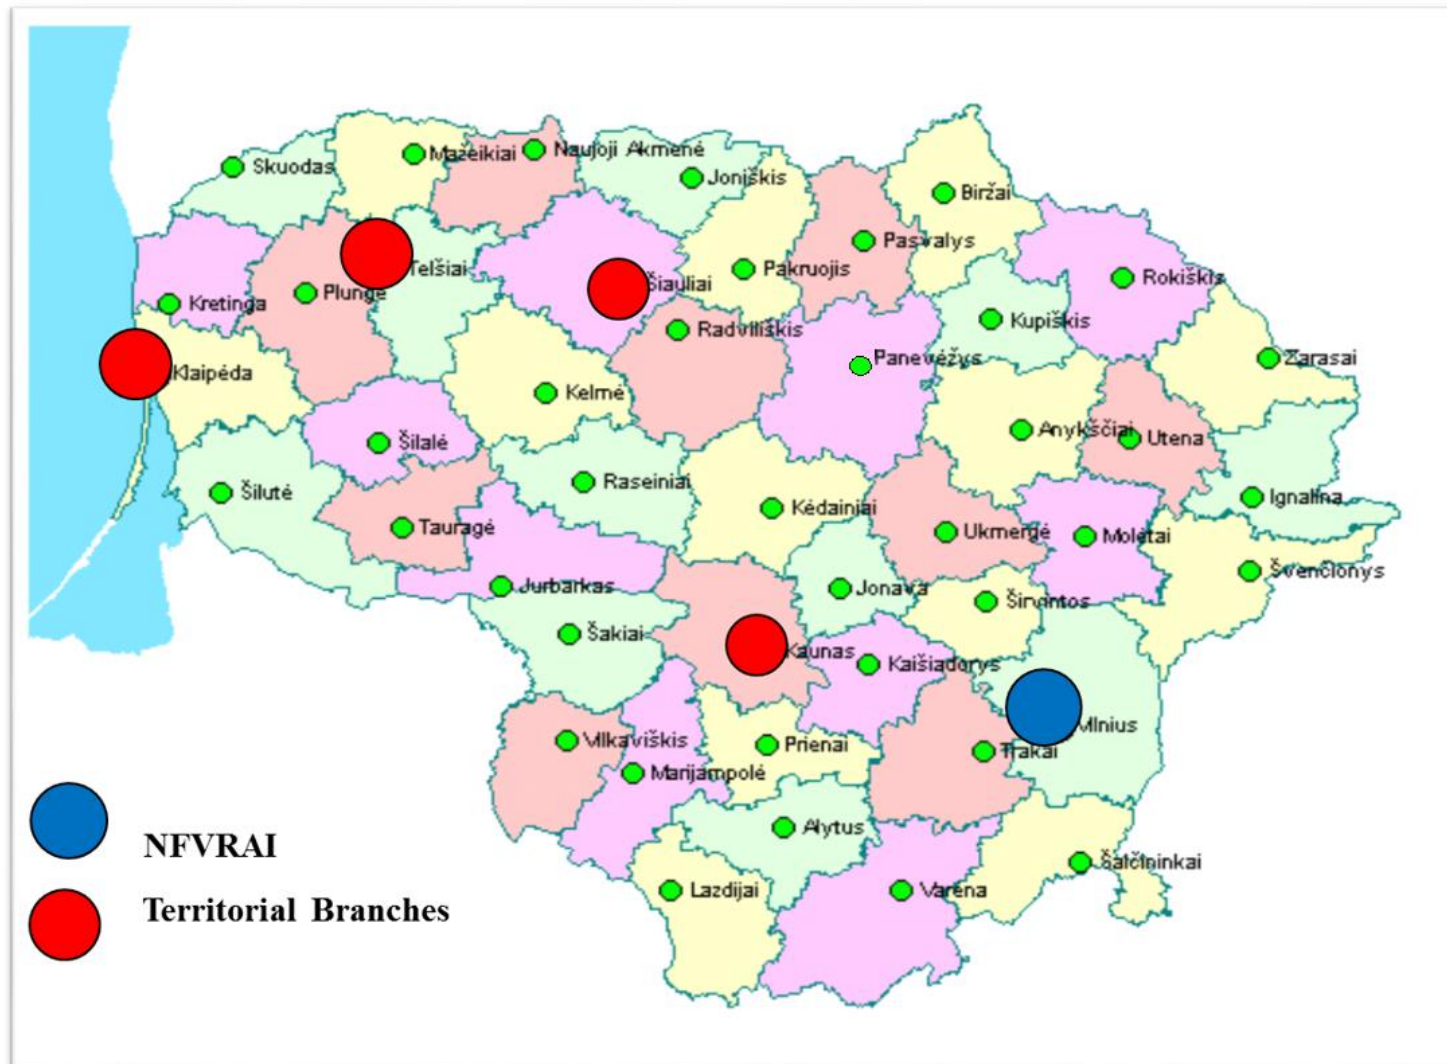 Skuodas
Mažeikiai
Naujoji Akmenė
Joniškis
Biržai
Pasvalys
Pakruojis
Rokiškis
Telšiai
Šiauliai
Plungė
Kretinga
Kupiškis
Radviliškis
Panevėžys
Zarasai
Klaipėda
Kelmė
Anykščiai
Utena
Šilalė
Šilutė
Raseiniai
Ignalina
Kėdainiai
Tauragė
Ukmergė
Molėtai
Švenčionys
Jurbarkas
Jonava
Širvintos
Šakiai
Kaunas
Kaišiadorys
Vilnius
Vilkaviškis
Prienai
Trakai
Marijampolė
Alytus
Šalčininkai
Lazdijai
Varėna
NFVRAI
Territorial Branches